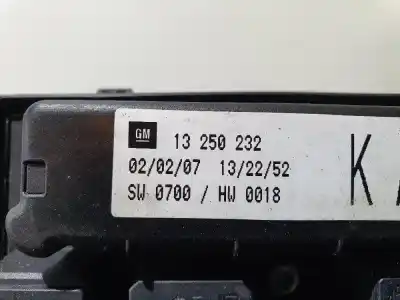 GM 13 250 232
02/02/07 13/22/52
SW 0700 / HW 0018
K